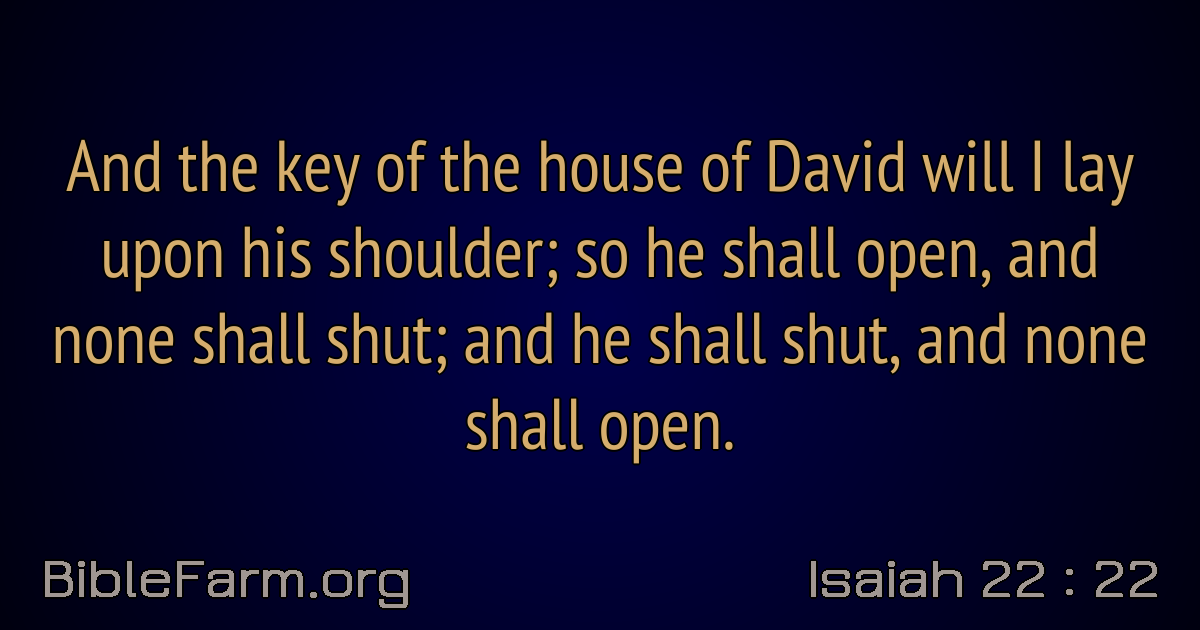 And the key of the house of David will I lay
upon his shoulder; so he shall open, and
none shall shut; and he shall shut, and none
shall open.
BibleFarm.org
Isaiah 22 : 22